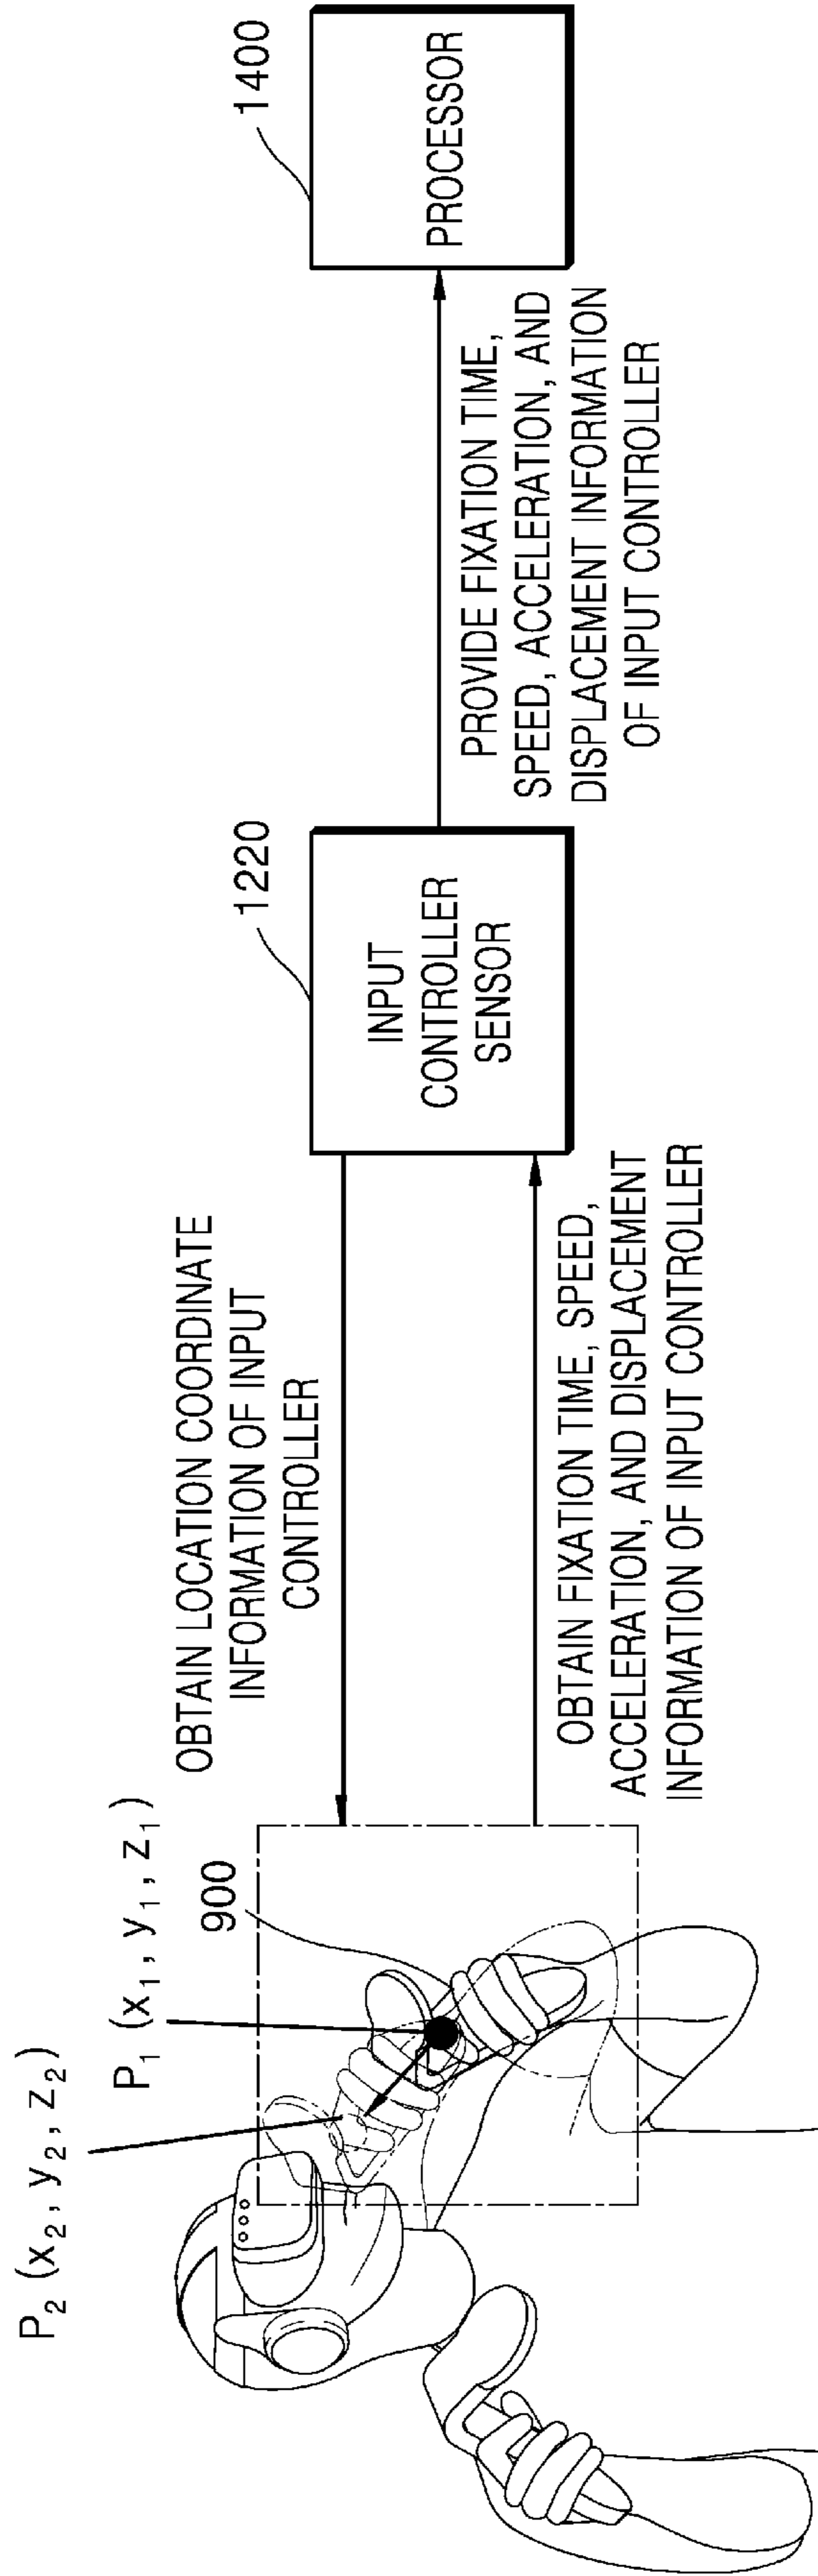 P₂ (x₂, y₂, z₂)
P₁ (x₁, y₁, z₁)
900
OBTAIN LOCATION COORDINATE
INFORMATION OF INPUT
CONTROLLER
OBTAIN FIXATION TIME, SPEED,
ACCELERATION, AND DISPLACEMENT
INFORMATION OF INPUT CONTROLLER
1220
INPUT
CONTROLLER
SENSOR
PROVIDE FIXATION TIME,
SPEED, ACCELERATION, AND
DISPLACEMENT INFORMATION
OF INPUT CONTROLLER
1400
PROCESSOR